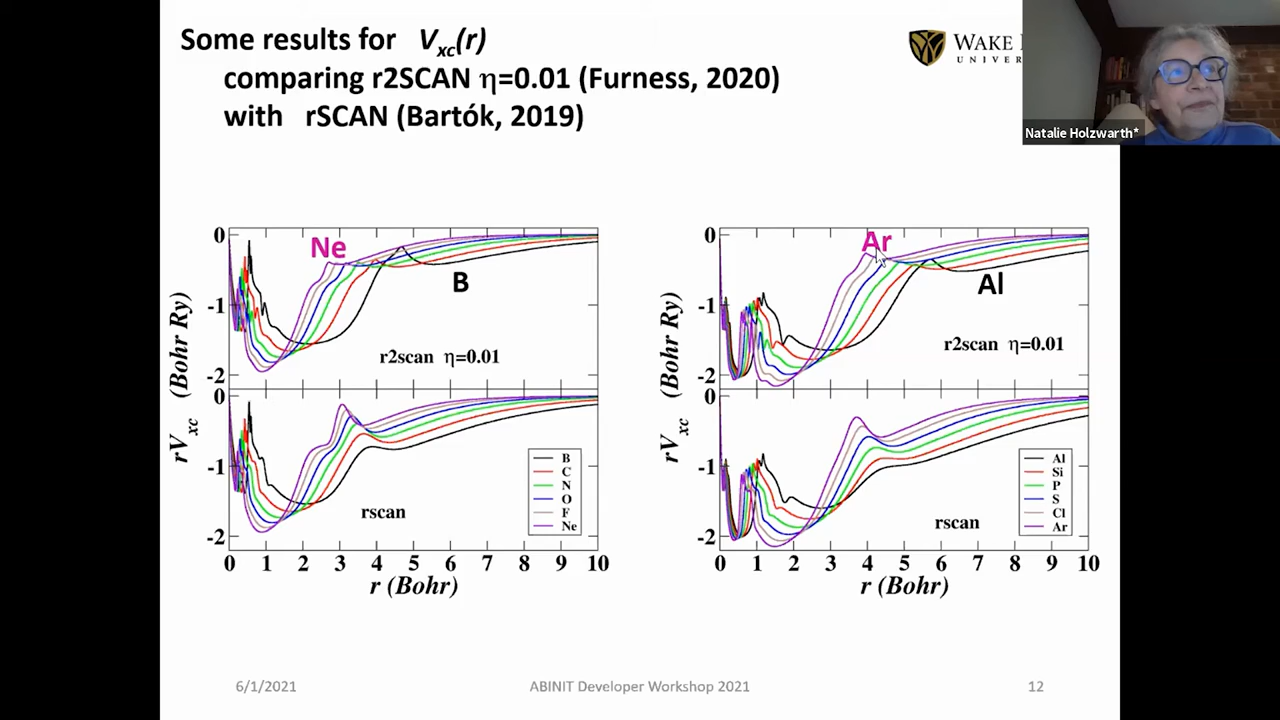 Some results for V_xc(r)
comparing r2SCAN η=0.01 (Furness, 2020)
with rSCAN (Bartók, 2019)
WAKE
UNIVER
Natalie Holzwarth*
0
-1
-2
0
-1
-2
rV_xc (Bohr Ry)
Ne
B
r2scan η=0.01
rscan
B
C
N
O
F
Ne
0 1 2 3 4 5 6 7 8 9 10
r (Bohr)
0
-1
-2
0
-1
-2
rV_xc (Bohr Ry)
Ar
Al
r2scan η=0.01
rscan
Al
Si
P
S
Cl
Ar
0 1 2 3 4 5 6 7 8 9 10
r (Bohr)
6/1/2021
ABINIT Developer Workshop 2021
12